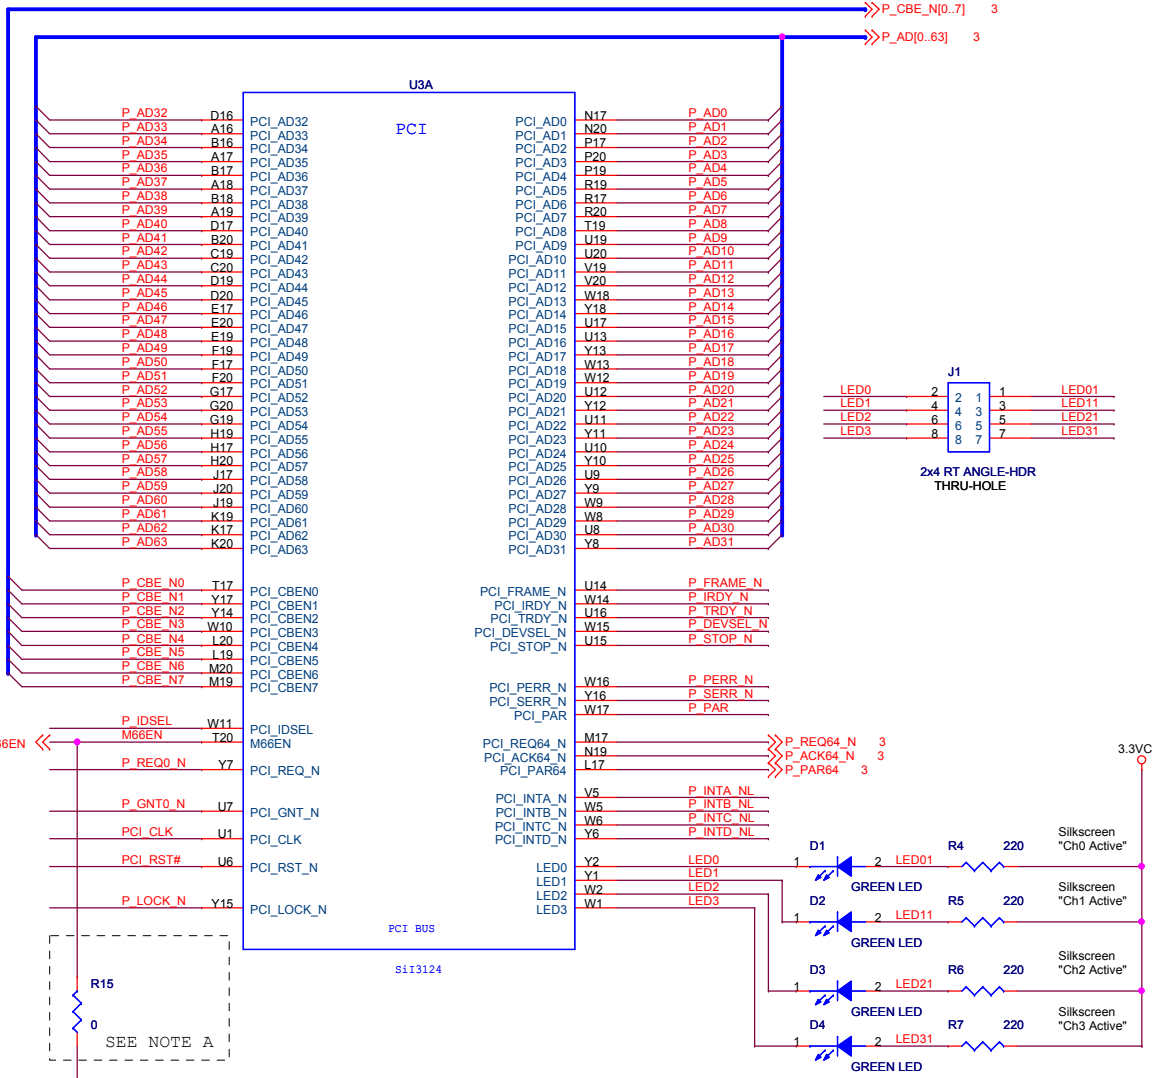 P_CBE_N[0..7] 3
P_AD[0..63] 3
U3A
PCI
P_AD32 D16 PCI_AD32 PCI_AD0 N17 P_AD0
P_AD33 A16 PCI_AD33 PCI_AD1 N20 P_AD1
P_AD34 B16 PCI_AD34 PCI_AD2 P17 P_AD2
P_AD35 A17 PCI_AD35 PCI_AD3 P20 P_AD3
P_AD36 B17 PCI_AD36 PCI_AD4 P19 P_AD4
P_AD37 A18 PCI_AD37 PCI_AD5 R19 P_AD5
P_AD38 B18 PCI_AD38 PCI_AD6 R17 P_AD6
P_AD39 A19 PCI_AD39 PCI_AD7 R20 P_AD7
P_AD40 D17 PCI_AD40 PCI_AD8 T19 P_AD8
P_AD41 B20 PCI_AD41 PCI_AD9 U19 P_AD9
P_AD42 C19 PCI_AD42 PCI_AD10 U20 P_AD10
P_AD43 C20 PCI_AD43 PCI_AD11 V19 P_AD11
P_AD44 D19 PCI_AD44 PCI_AD12 V20 P_AD12
P_AD45 D20 PCI_AD45 PCI_AD13 W18 P_AD13
P_AD46 E17 PCI_AD46 PCI_AD14 Y18 P_AD14
P_AD47 E20 PCI_AD47 PCI_AD15 U17 P_AD15
P_AD48 E19 PCI_AD48 PCI_AD16 U13 P_AD16
P_AD49 F19 PCI_AD49 PCI_AD17 Y13 P_AD17
P_AD50 F17 PCI_AD50 PCI_AD18 W13 P_AD18
P_AD51 F20 PCI_AD51 PCI_AD19 W12 P_AD19
P_AD52 G17 PCI_AD52 PCI_AD20 U12 P_AD20
P_AD53 G20 PCI_AD53 PCI_AD21 Y12 P_AD21
P_AD54 G19 PCI_AD54 PCI_AD22 U11 P_AD22
P_AD55 H19 PCI_AD55 PCI_AD23 Y11 P_AD23
P_AD56 H17 PCI_AD56 PCI_AD24 U10 P_AD24
P_AD57 H20 PCI_AD57 PCI_AD25 Y10 P_AD25
P_AD58 J17 PCI_AD58 PCI_AD26 U9 P_AD26
P_AD59 J20 PCI_AD59 PCI_AD27 Y9 P_AD27
P_AD60 J19 PCI_AD60 PCI_AD28 W9 P_AD28
P_AD61 K19 PCI_AD61 PCI_AD29 W8 P_AD29
P_AD62 K17 PCI_AD62 PCI_AD30 U8 P_AD30
P_AD63 K20 PCI_AD63 PCI_AD31 Y8 P_AD31
J1
LED0 2 2 1 1 LED01
LED1 4 4 3 3 LED11
LED2 6 6 5 5 LED21
LED3 8 8 7 7 LED31
2x4 RT ANGLE-HDR
THRU-HOLE
P_CBE_N0 T17 PCI_CBEN0 PCI_FRAME_N U14 P_FRAME_N
P_CBE_N1 Y17 PCI_CBEN1 PCI_IRDY_N W14 P_IRDY_N
P_CBE_N2 Y14 PCI_CBEN2 PCI_TRDY_N U16 P_TRDY_N
P_CBE_N3 W10 PCI_CBEN3 PCI_DEVSEL_N W15 P_DEVSEL_N
P_CBE_N4 L20 PCI_CBEN4 PCI_STOP_N U15 P_STOP_N
P_CBE_N5 L19 PCI_CBEN5
P_CBE_N6 M20 PCI_CBEN6
P_CBE_N7 M19 PCI_CBEN7 PCI_PERR_N W16 P_PERR_N
PCI_SERR_N Y16 P_SERR_N
PCI_PAR W17 P_PAR
P_IDSEL W11 PCI_IDSEL
66EN M66EN T20 M66EN PCI_REQ64_N M17 P_REQ64_N 3
PCI_ACK64_N N19 P_ACK64_N 3
P_REQ0_N Y7 PCI_REQ_N PCI_PAR64 L17 P_PAR64 3
3.3VC
PCI_INTA_N V5 P_INTA_NL
P_GNT0_N U7 PCI_GNT_N PCI_INTB_N W5 P_INTB_NL
PCI_INTC_N W6 P_INTC_NL
PCI_CLK U1 PCI_CLK PCI_INTD_N Y6 P_INTD_NL
PCI_RST# U6 PCI_RST_N LED0 Y2 LED0
LED1 Y1 LED1
LED2 W2 LED2
P_LOCK_N Y15 PCI_LOCK_N LED3 W1 LED3
PCI BUS
SiI3124
D1 1 2 LED01 R4 220
GREEN LED
Silkscreen
"Ch0 Active"
D2 1 2 LED11 R5 220
GREEN LED
Silkscreen
"Ch1 Active"
D3 1 2 LED21 R6 220
GREEN LED
Silkscreen
"Ch2 Active"
D4 1 2 LED31 R7 220
GREEN LED
Silkscreen
"Ch3 Active"
R15
0
SEE NOTE A